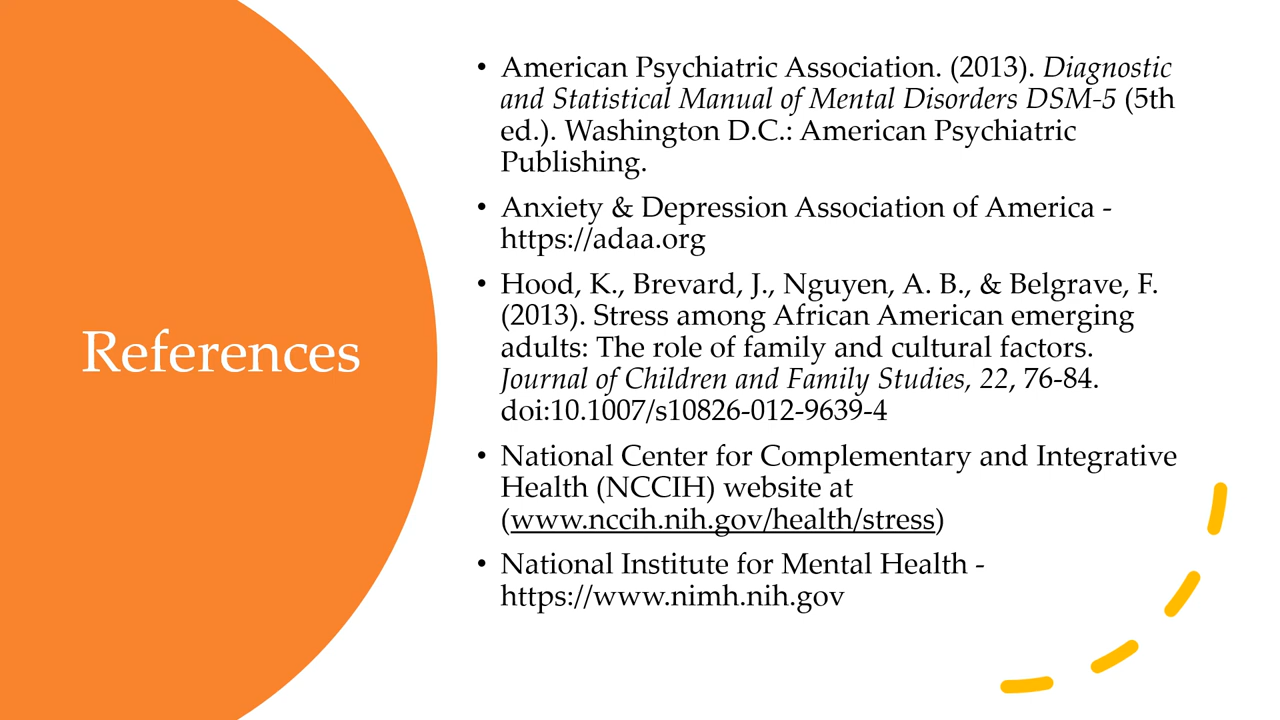 References
• American Psychiatric Association. (2013). Diagnostic
and Statistical Manual of Mental Disorders DSM-5 (5th
ed.). Washington D.C.: American Psychiatric
Publishing.
• Anxiety & Depression Association of America -
https://adaa.org
• Hood, K., Brevard, J., Nguyen, A. B., & Belgrave, F.
(2013). Stress among African American emerging
adults: The role of family and cultural factors.
Journal of Children and Family Studies, 22, 76-84.
doi:10.1007/s10826-012-9639-4
• National Center for Complementary and Integrative
Health (NCCIH) website at
(www.nccih.nih.gov/health/stress)
• National Institute for Mental Health -
https://www.nimh.nih.gov